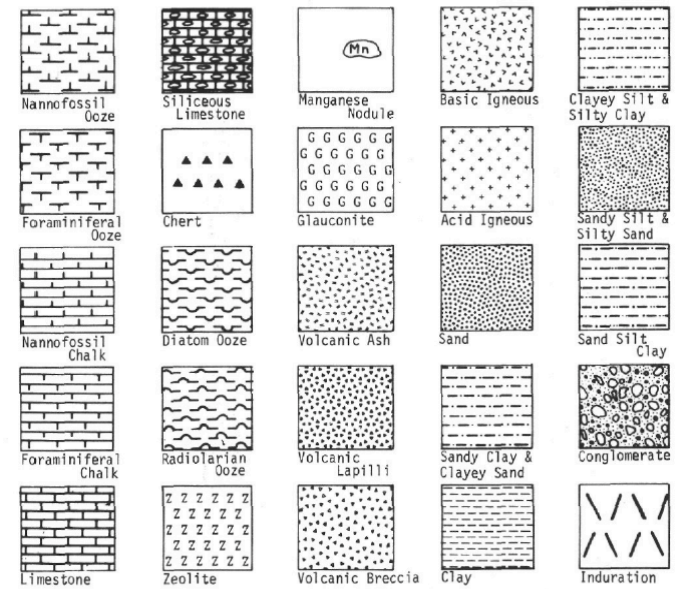 Nannofossil
Ooze
Siliceous
Limestone
Mn
Manganese
Nodule
Basic Igneous
Clayey Silt &
Silty Clay
Foraminiferal
Ooze
Chert
G G G G G G
G G G G G G
G G G G G
G G G G G G
G G G G G
Glauconite
Acid Igneous
Sandy Silt &
Silty Sand
Nannofossil
Chalk
Diatom Ooze
Volcanic Ash
Sand
Sand Silt
Clay
Foraminiferal
Chalk
Radiolarian
Ooze
Volcanic
Lapilli
Sandy Clay &
Clayey Sand
Conglomerate
Limestone
Z Z Z Z Z Z
Z Z Z Z Z
Z Z Z Z Z Z
Z Z Z Z Z
Z Z Z Z Z Z
Zeolite
Volcanic Breccia
Clay
Induration